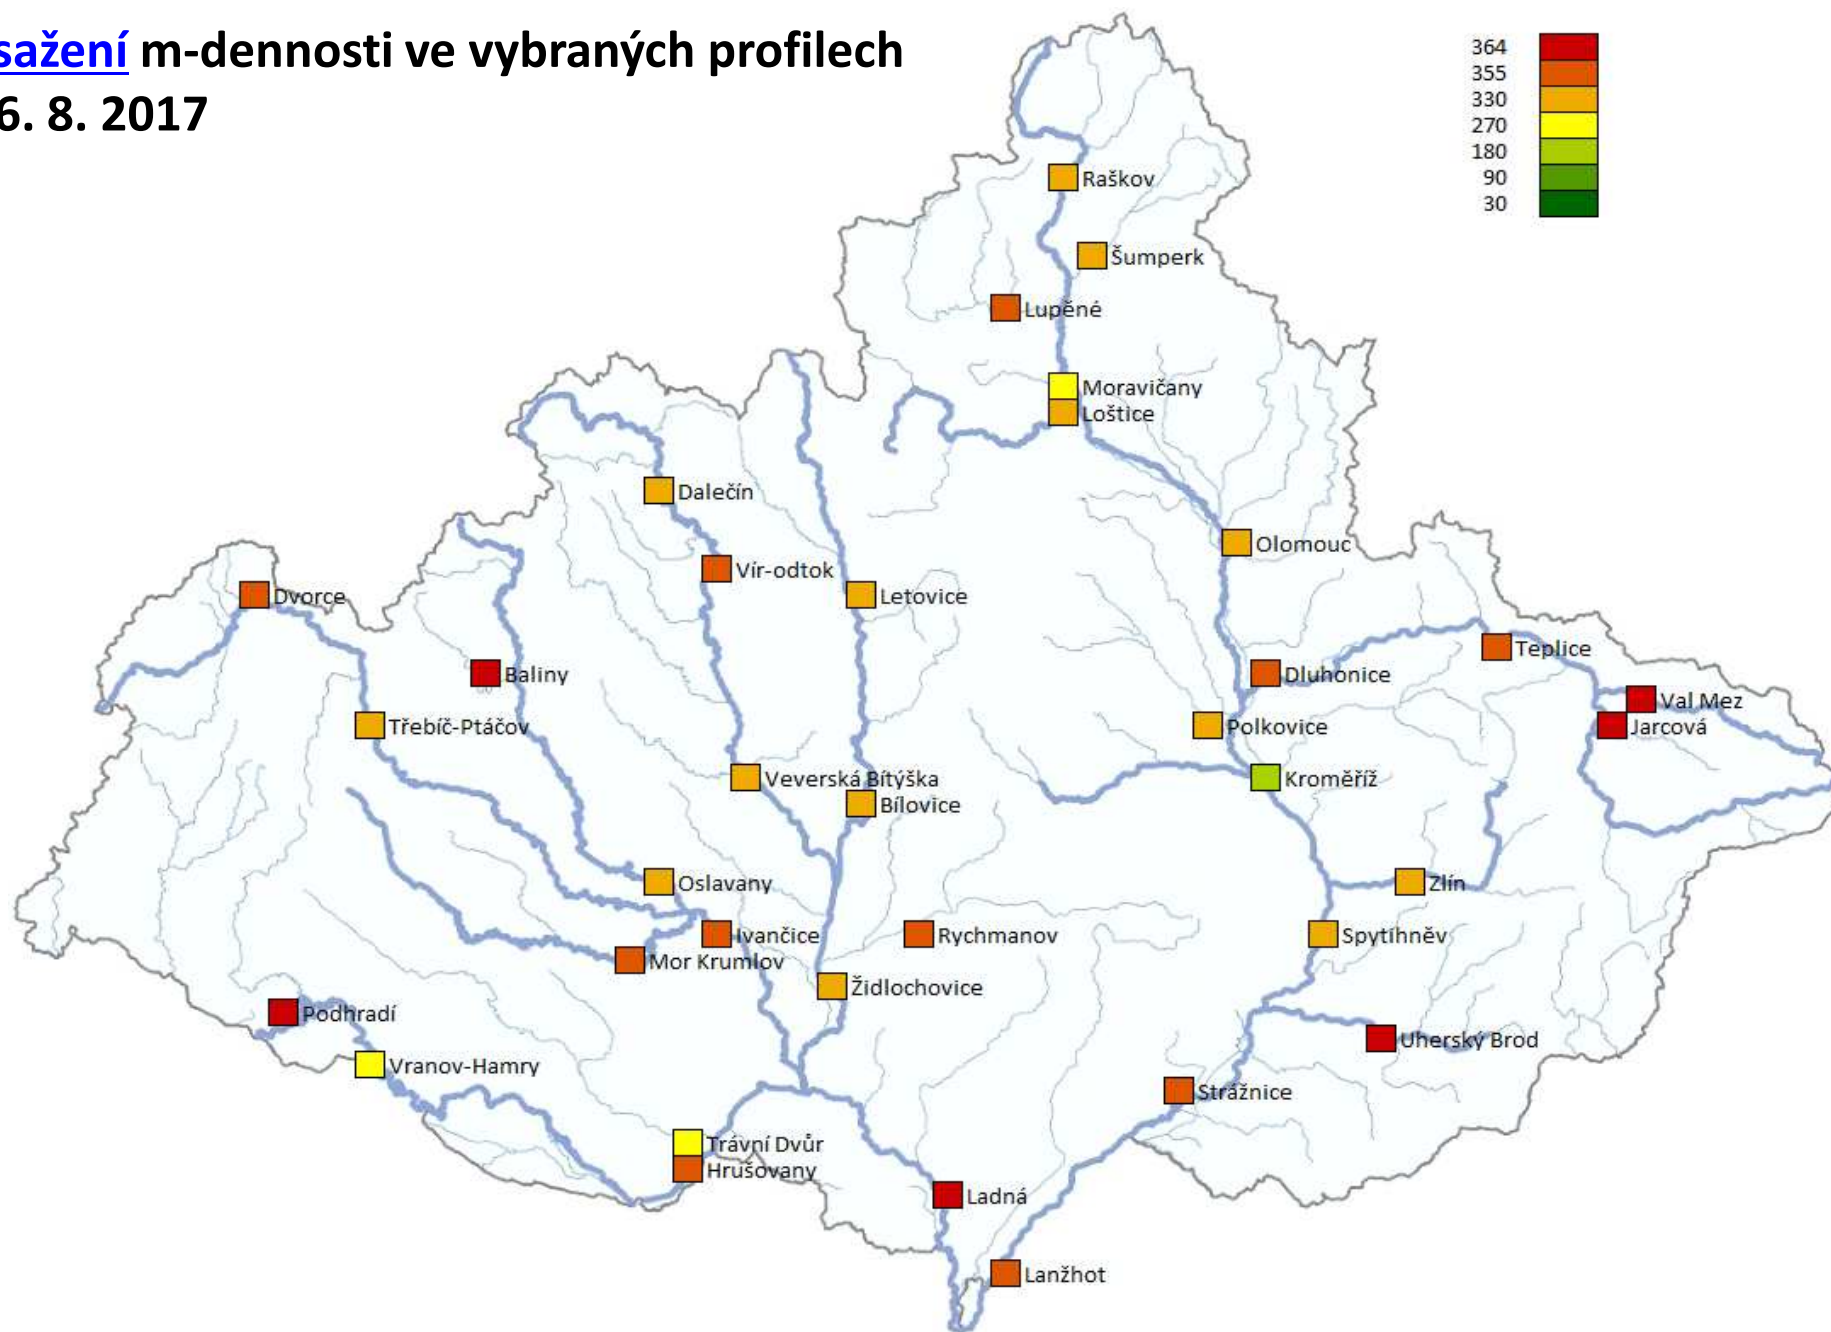 sažení m-dennosti ve vybraných profilech
6. 8. 2017
364
355
330
270
180
90
30
Raškov
Šumperk
Lupěné
Moravičany
Loštice
Dalečín
Olomouc
Vír-odtok
Letovice
Dvorce
Teplice
Baliny
Dluhonice
Val Mez
Třebíč-Ptáčov
Polkovice
Jarcová
Veverská Bítýška
Kroměříž
Bílovice
Oslavany
Zlín
Ivančice
Rychmanov
Spytihněv
Mor Krumlov
Židlochovice
Podhradí
Uherský Brod
Vranov-Hamry
Strážnice
Trávní Dvůr
Hrušovany
Ladná
Lanžhot